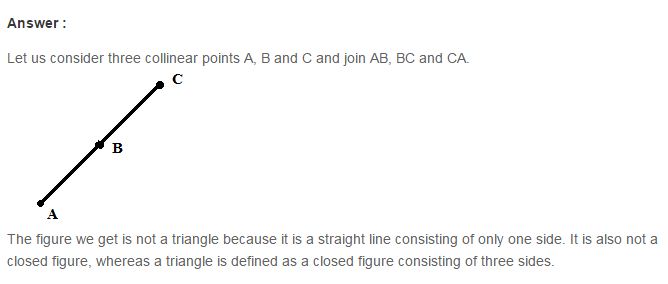 Answer :
Let us consider three collinear points A, B and C and join AB, BC and CA.
C
B
A
The figure we get is not a triangle because it is a straight line consisting of only one side. It is also not a
closed figure, whereas a triangle is defined as a closed figure consisting of three sides.